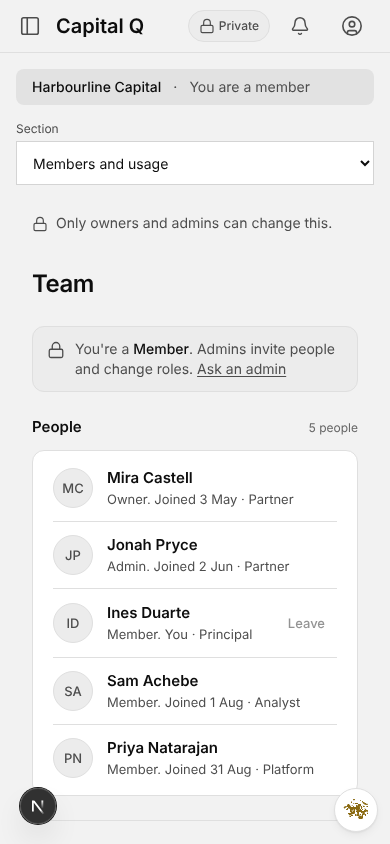 Capital Q
Private
Harbourline Capital · You are a member
Section
Members and usage
Only owners and admins can change this.
Team
You're a Member. Admins invite people
and change roles. Ask an admin
People
5 people
MC
Mira Castell
Owner. Joined 3 May · Partner
JP
Jonah Pryce
Admin. Joined 2 Jun · Partner
ID
Ines Duarte
Member. You · Principal
Leave
SA
Sam Achebe
Member. Joined 1 Aug · Analyst
PN
Priya Natarajan
Member. Joined 31 Aug · Platform
N